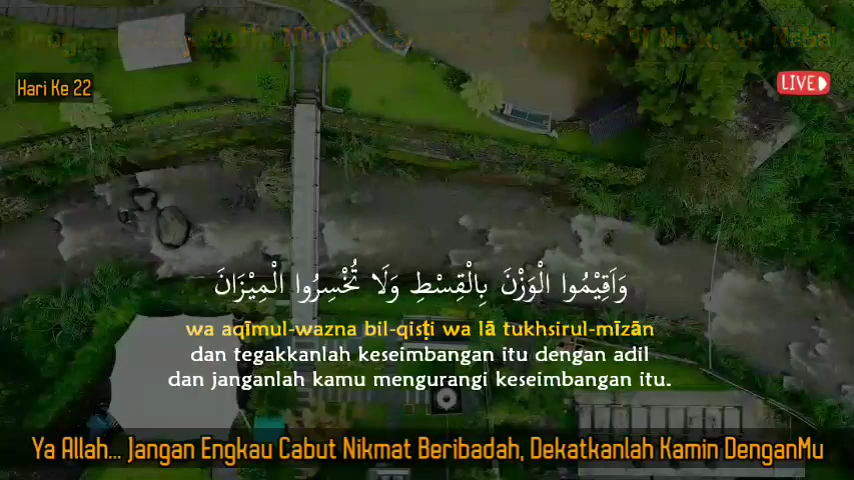 Hari Ke 22
LIVE
وَاَقِيْمُوا الْوَزْنَ بِالْقِسْطِ وَلَا تُخْسِرُوا الْمِيْزَانَ
wa aqīmul-wazna bil-qisṭi wa lā tukhsirul-mīzān
dan tegakkanlah keseimbangan itu dengan adil
dan janganlah kamu mengurangi keseimbangan itu.
Ya Allah... Jangan Engkau Cabut Nikmat Beribadah, Dekatkanlah Kamin DenganMu